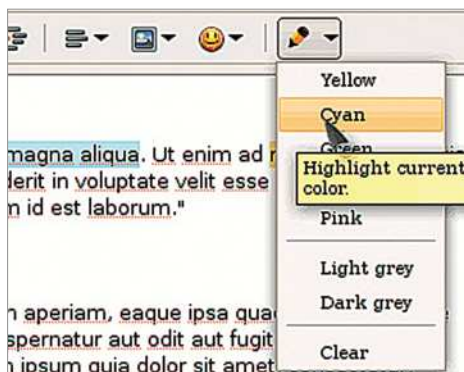 Yellow
Cyan
Green
Highlight current
color.
Pink
Light grey
Dark grey
Clear
magna aliqua. Ut enim ad
derit in voluptate velit esse
id est laborum."
aperiam, eaque ipsa
spernatur aut odit aut fugit
ipsum quia dolor sit amet